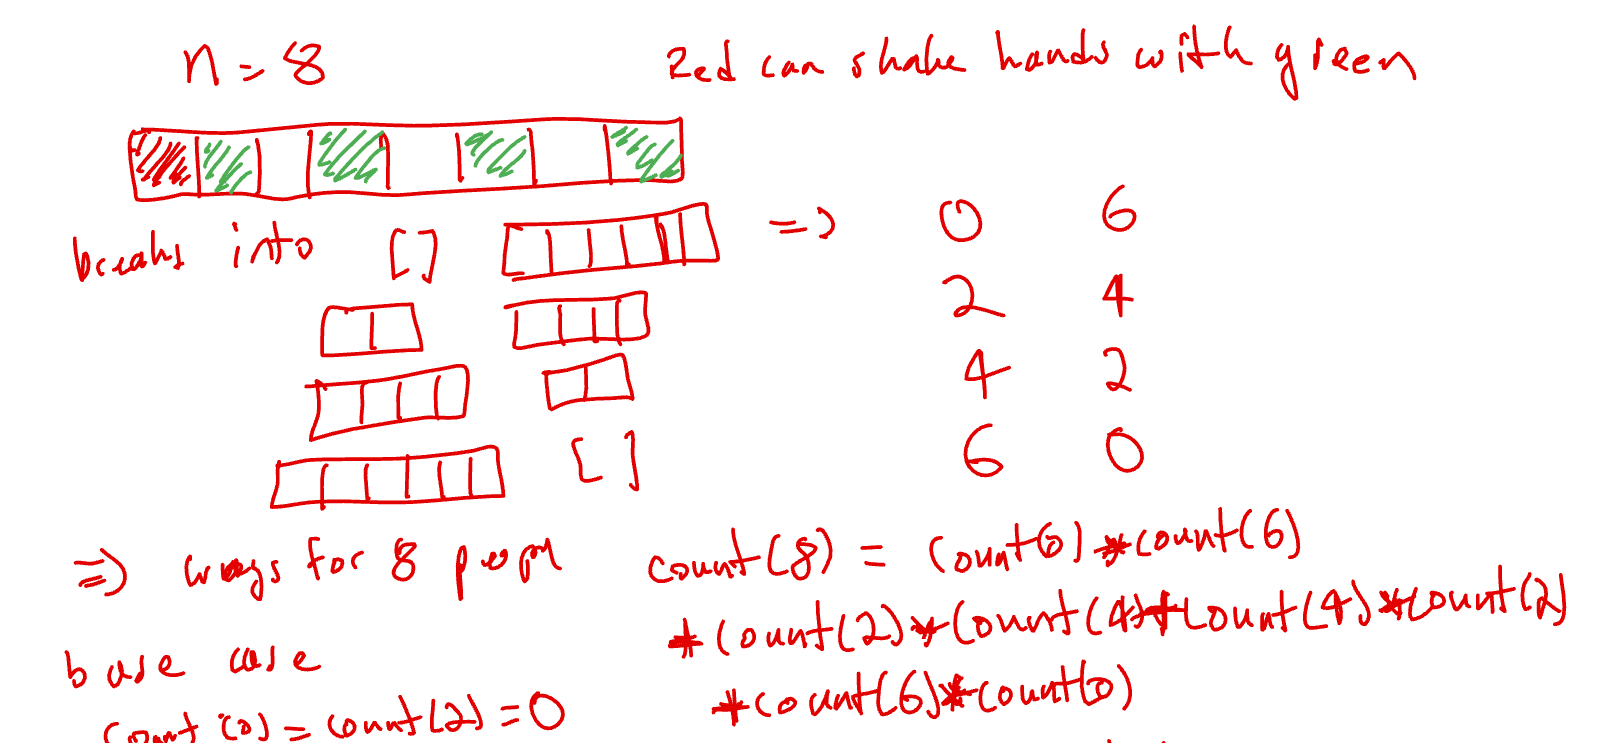 n = 8
Red can shake hands with green
breaks into [ ] => 0 6
2 4
4 2
[ ] 6 0
=> ways for 8 peopl
count(8) = count(0) * count(6)
* count(2) * count(4) * count(4) * count(2)
* count(6) * count(0)
base case
count(0) = count(2) = 0